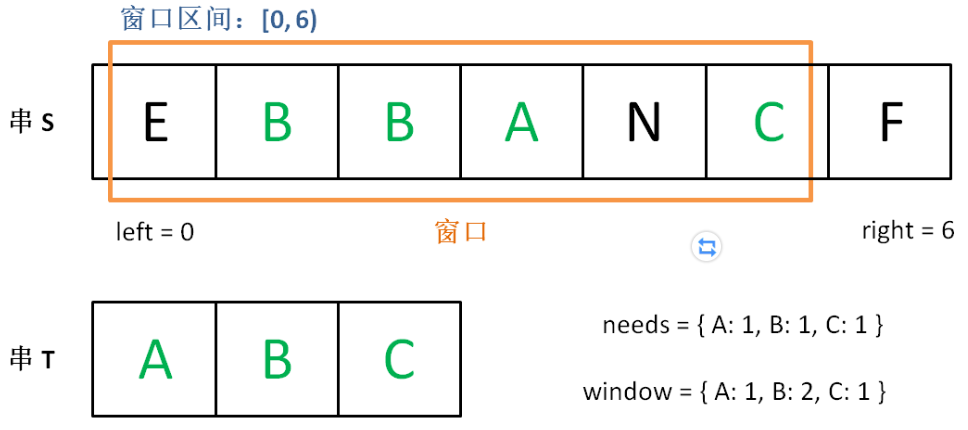 窗口区间：[0, 6)
串 S E B B A N C F
left = 0 窗口 right = 6
串 T A B C
needs = { A: 1, B: 1, C: 1 }
window = { A: 1, B: 2, C: 1 }